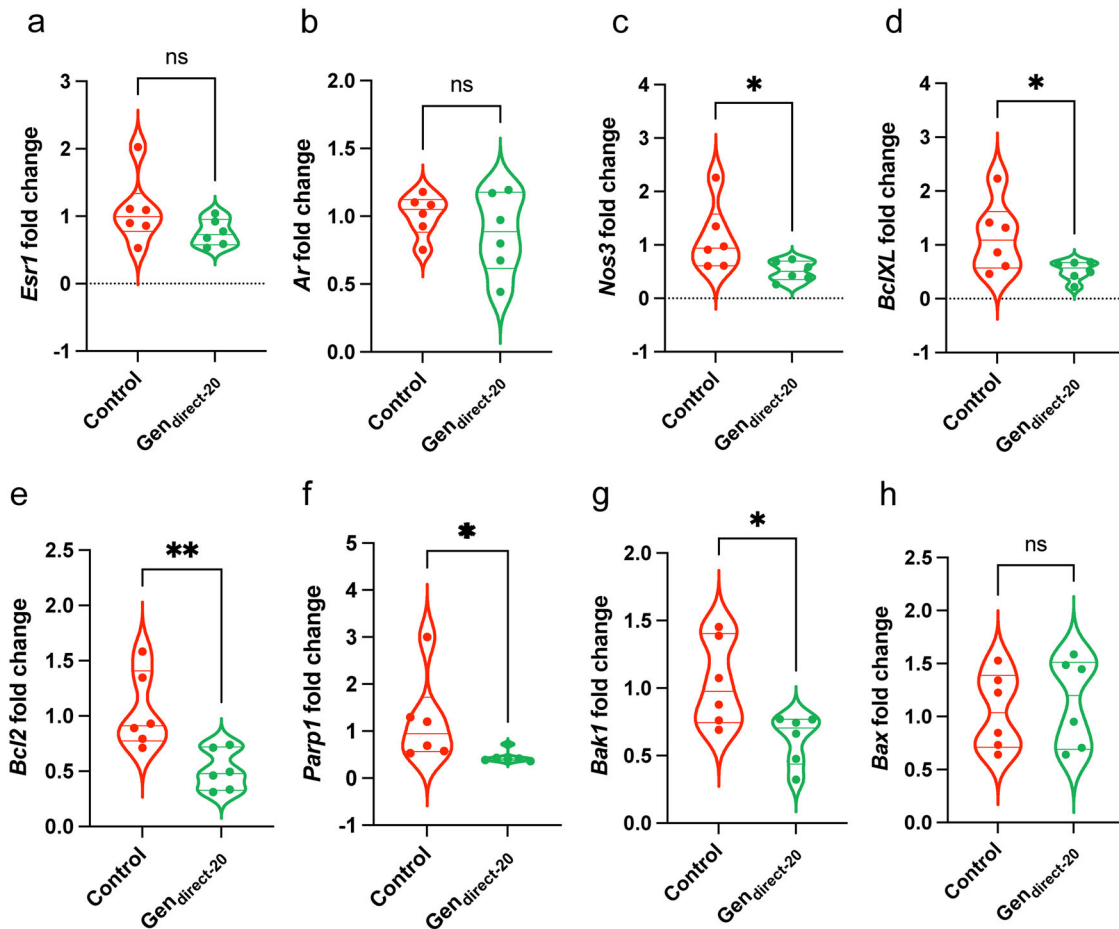 a
ns
Esr1 fold change
3
2
1
0
-1
Control
Gendirect-20
b
ns
Ar fold change
2.0
1.5
1.0
0.5
0.0
Control
Gendirect-20
c
*
Nos3 fold change
4
3
2
1
0
-1
Control
Gendirect-20
d
*
BclXL fold change
4
3
2
1
0
-1
Control
Gendirect-20
e
**
Bcl2 fold change
2.5
2.0
1.5
1.0
0.5
0.0
Control
Gendirect-20
f
*
Parp1 fold change
5
4
3
2
1
0
-1
Control
Gendirect-20
g
*
Bak1 fold change
2.0
1.5
1.0
0.5
0.0
Control
Gendirect-20
h
ns
Bax fold change
2.5
2.0
1.5
1.0
0.5
0.0
Control
Gendirect-20